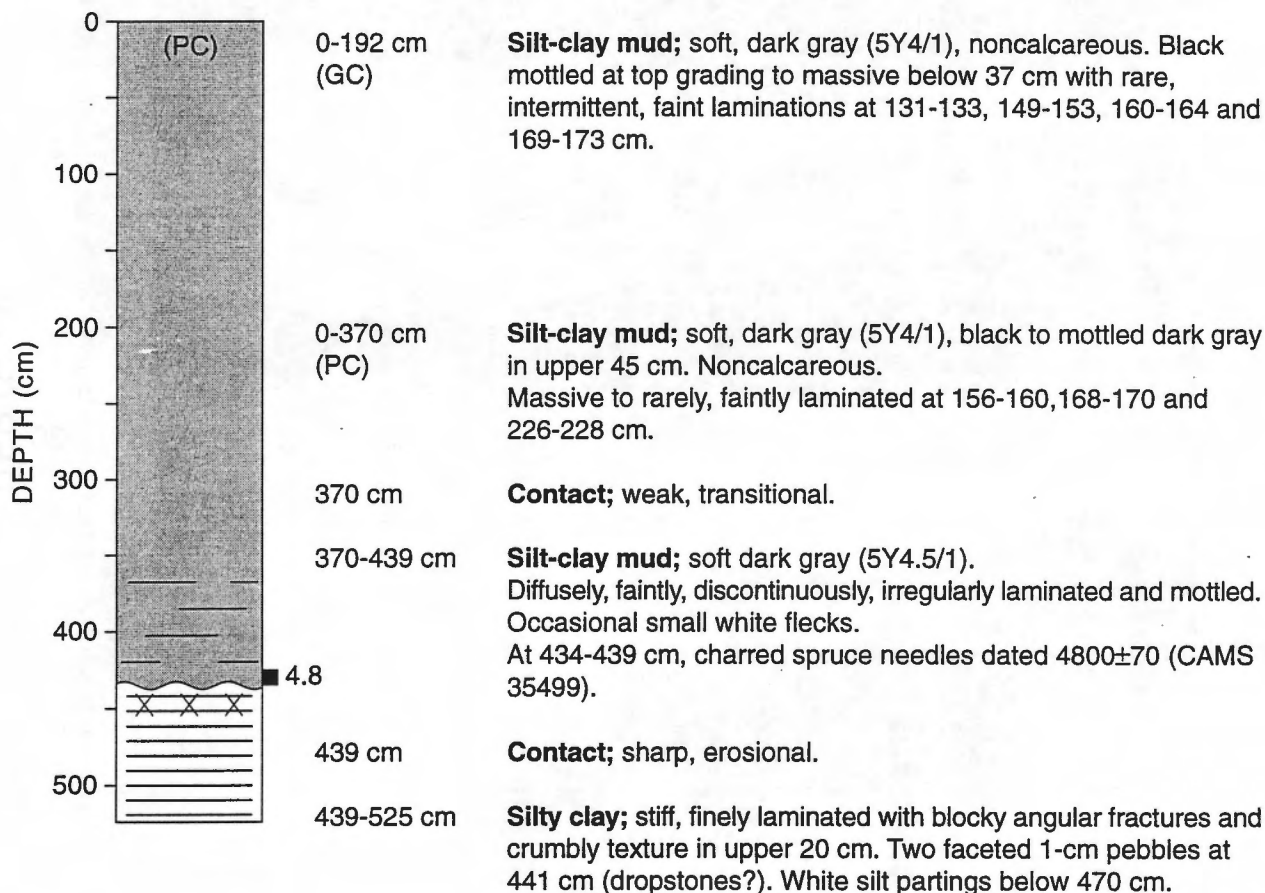 0
100
200
300
400
500
DEPTH (cm)
(PC)
4.8
0-192 cm
(GC)
Silt-clay mud; soft, dark gray (5Y4/1), noncalcareous. Black
mottled at top grading to massive below 37 cm with rare,
intermittent, faint laminations at 131-133, 149-153, 160-164 and
169-173 cm.
0-370 cm
(PC)
Silt-clay mud; soft, dark gray (5Y4/1), black to mottled dark gray
in upper 45 cm. Noncalcareous.
Massive to rarely, faintly laminated at 156-160,168-170 and
226-228 cm.
370 cm
Contact; weak, transitional.
370-439 cm
Silt-clay mud; soft dark gray (5Y4.5/1).
Diffusely, faintly, discontinuously, irregularly laminated and mottled.
Occasional small white flecks.
At 434-439 cm, charred spruce needles dated 4800±70 (CAMS
35499).
439 cm
Contact; sharp, erosional.
439-525 cm
Silty clay; stiff, finely laminated with blocky angular fractures and
crumbly texture in upper 20 cm. Two faceted 1-cm pebbles at
441 cm (dropstones?). White silt partings below 470 cm.